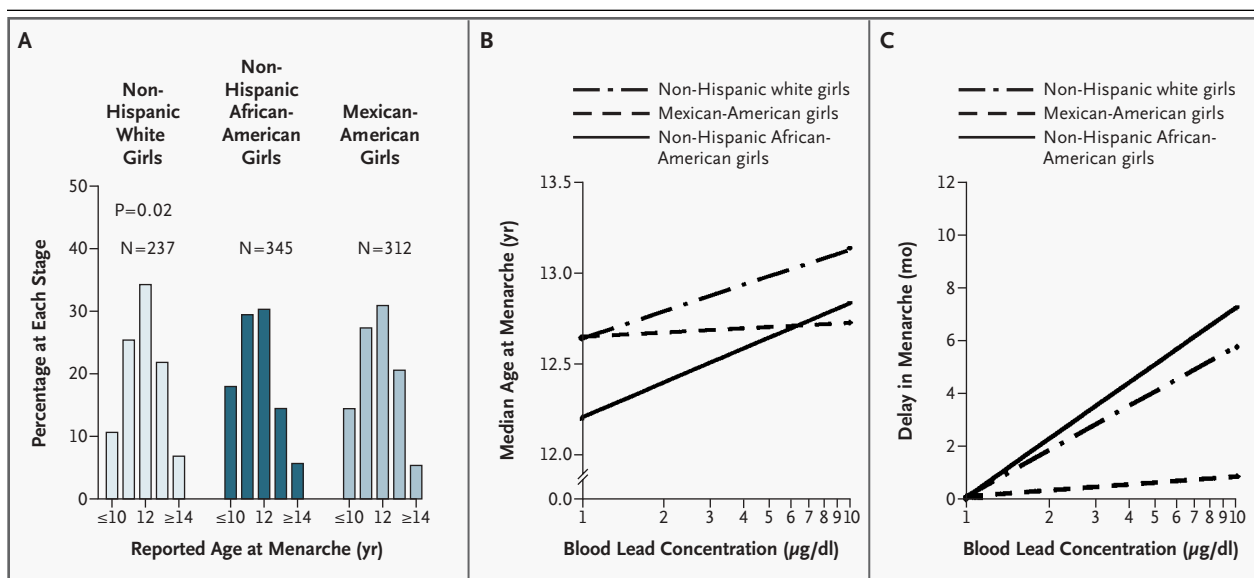 A
Non-
Hispanic
White
Girls
Non-
Hispanic
African-
American
Girls
Mexican-
American
Girls
P=0.02
N=237
N=345
N=312
50
40
30
20
10
0
≤10 12 ≥14
≤10 12 ≥14
≤10 12 ≥14
Percentage at Each Stage
Reported Age at Menarche (yr)
B
Non-Hispanic white girls
Mexican-American girls
Non-Hispanic African-
American girls
13.5
13.0
12.5
12.0
0.0
1 2 3 4 5 6 7 8 9 10
Median Age at Menarche (yr)
Blood Lead Concentration (µg/dl)
C
Non-Hispanic white girls
Mexican-American girls
Non-Hispanic African-
American girls
12
10
8
6
4
2
0
1 2 3 4 5 6 7 8 9 10
Delay in Menarche (mo)
Blood Lead Concentration (µg/dl)